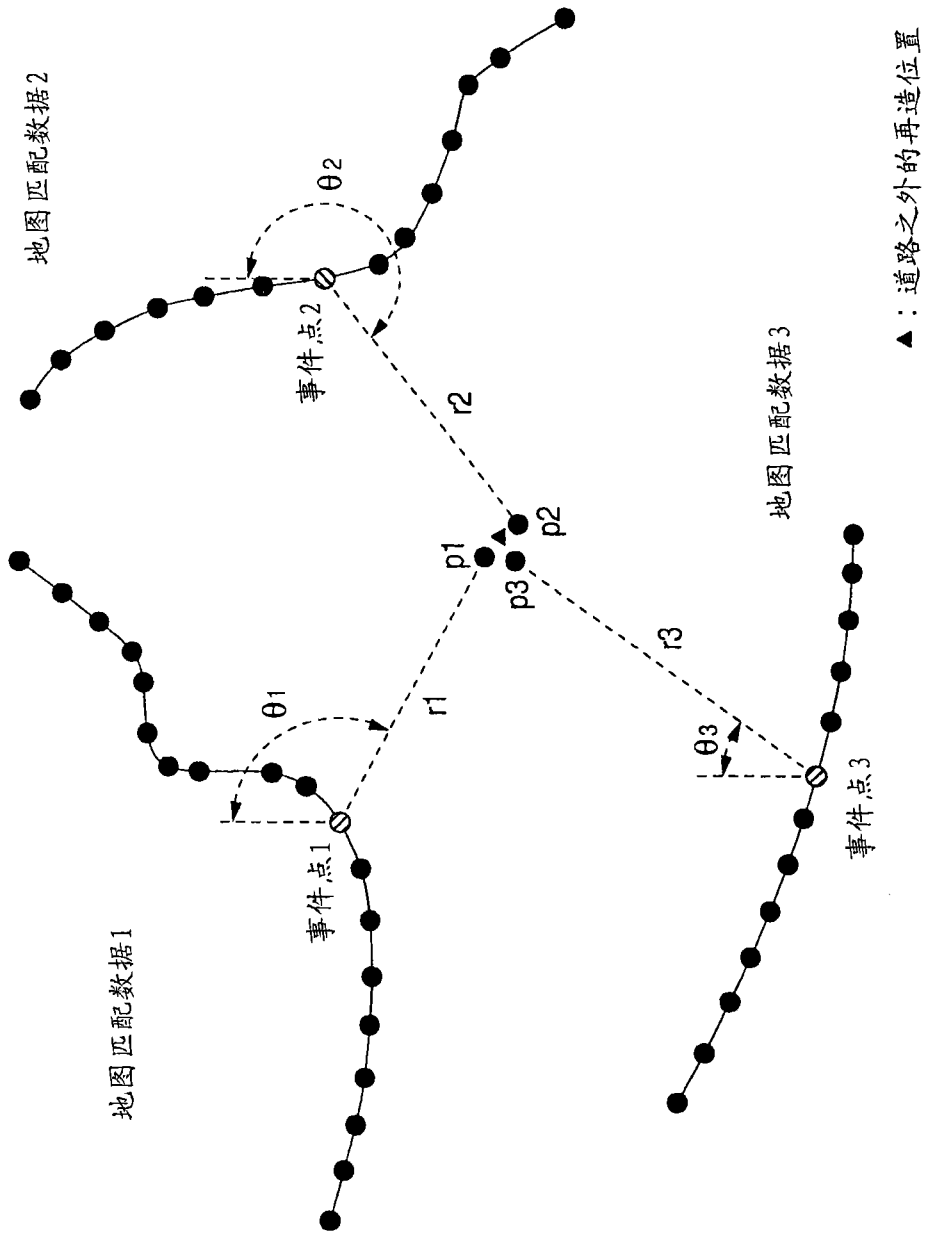 地图匹配数据1
地图匹配数据2
θ1
θ2
事件点1
事件点2
r1
r2
p1
p2
p3
r3
θ3
事件点3
地图匹配数据3
▲：道路之外的再造位置